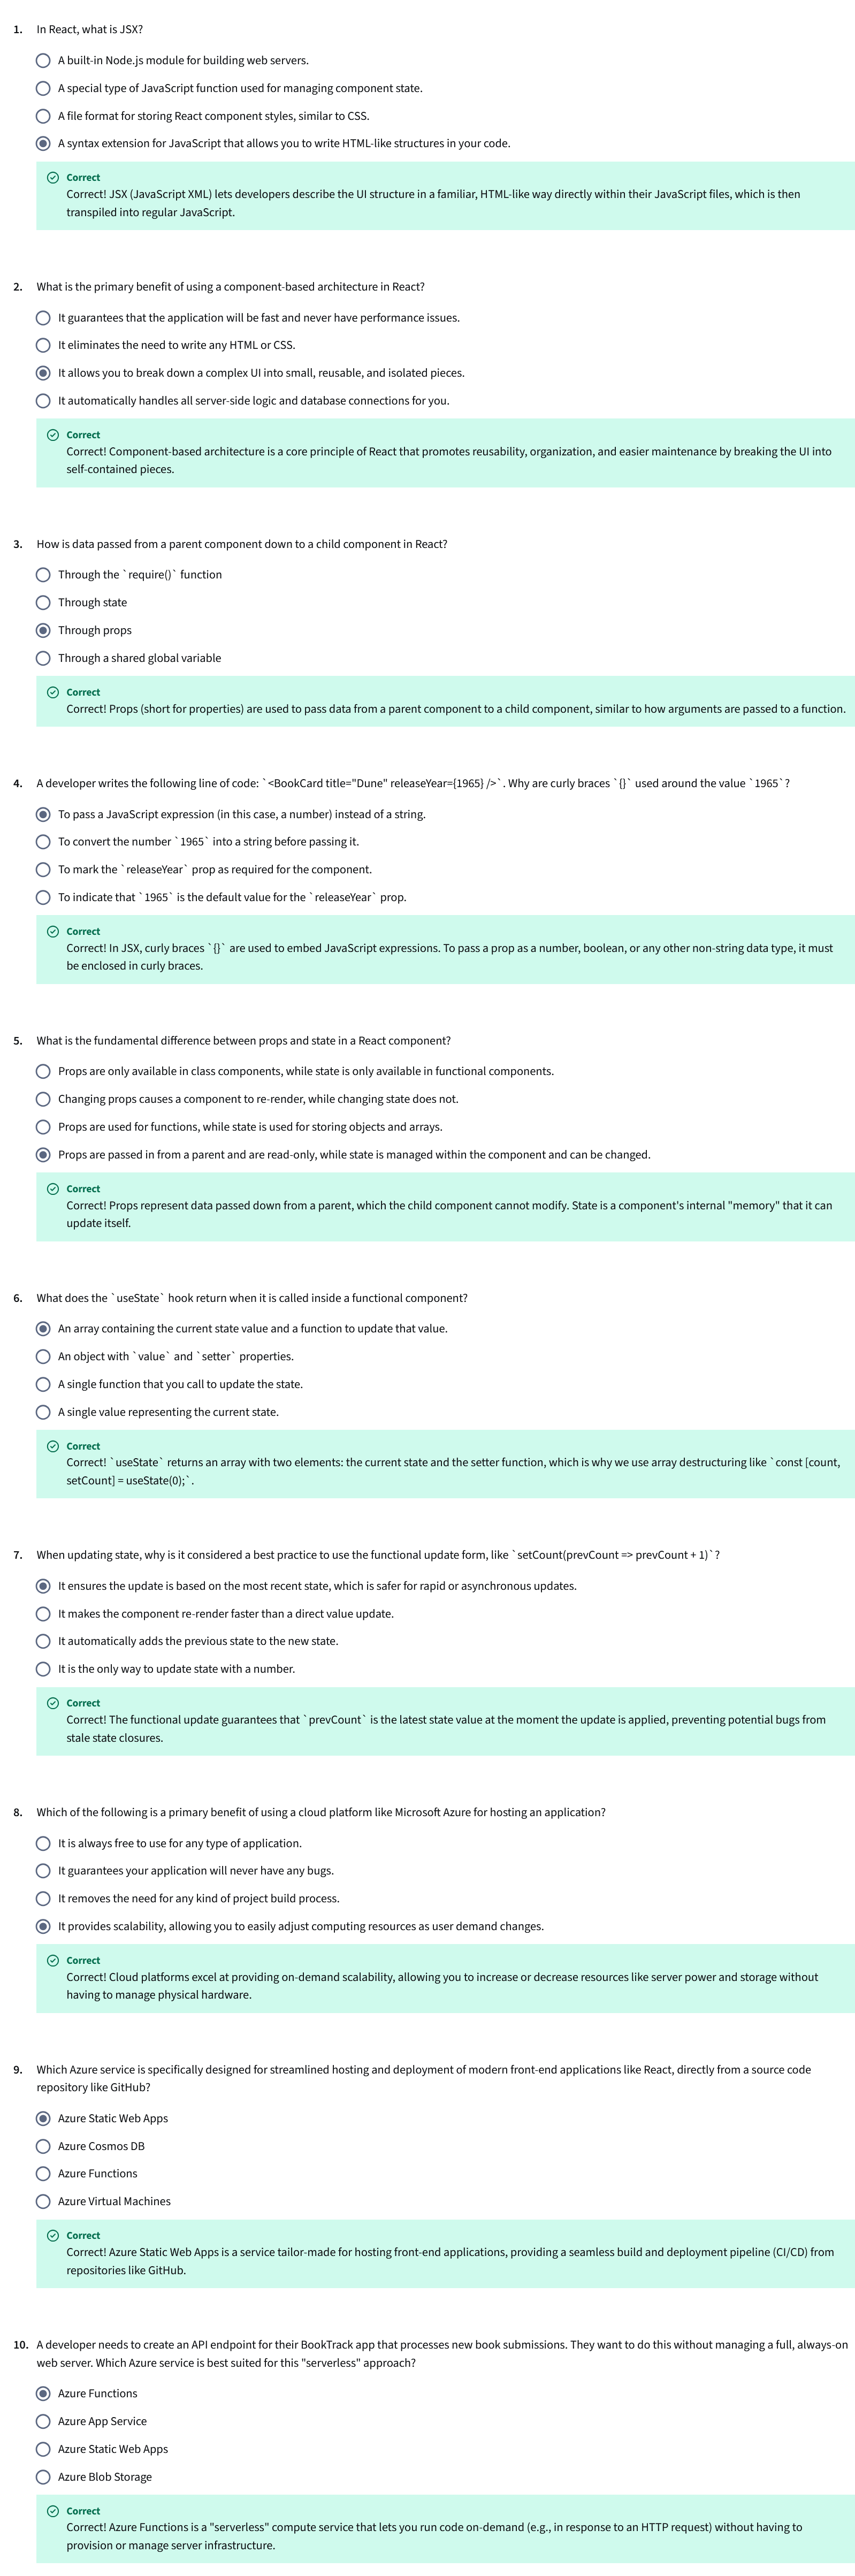 1. In React, what is JSX?
A built-in Node.js module for building web servers.
A special type of JavaScript function used for managing component state.
A file format for storing React component styles, similar to CSS.
A syntax extension for JavaScript that allows you to write HTML-like structures in your code.
Correct
Correct! JSX (JavaScript XML) lets developers describe the UI structure in a familiar, HTML-like way directly within their JavaScript files, which is then
transpiled into regular JavaScript.
2. What is the primary benefit of using a component-based architecture in React?
It guarantees that the application will be fast and never have performance issues.
It eliminates the need to write any HTML or CSS.
It allows you to break down a complex UI into small, reusable, and isolated pieces.
It automatically handles all server-side logic and database connections for you.
Correct
Correct! Component-based architecture is a core principle of React that promotes reusability, organization, and easier maintenance by breaking the UI into
self-contained pieces.
3. How is data passed from a parent component down to a child component in React?
Through the `require()` function
Through state
Through props
Through a shared global variable
Correct
Correct! Props (short for properties) are used to pass data from a parent component to a child component, similar to how arguments are passed to a function.
4. A developer writes the following line of code: `<BookCard title="Dune" releaseYear={1965} />`. Why are curly braces `{}` used around the value `1965`?
To pass a JavaScript expression (in this case, a number) instead of a string.
To convert the number `1965` into a string before passing it.
To mark the `releaseYear` prop as required for the component.
To indicate that `1965` is the default value for the `releaseYear` prop.
Correct
Correct! In JSX, curly braces `{}` are used to embed JavaScript expressions. To pass a prop as a number, boolean, or any other non-string data type, it must
be enclosed in curly braces.
5. What is the fundamental difference between props and state in a React component?
Props are only available in class components, while state is only available in functional components.
Changing props causes a component to re-render, while changing state does not.
Props are used for functions, while state is used for storing objects and arrays.
Props are passed in from a parent and are read-only, while state is managed within the component and can be changed.
Correct
Correct! Props represent data passed down from a parent, which the child component cannot modify. State is a component's internal "memory" that it can
update itself.
6. What does the `useState` hook return when it is called inside a functional component?
An array containing the current state value and a function to update that value.
An object with `value` and `setter` properties.
A single function that you call to update the state.
A single value representing the current state.
Correct
Correct! `useState` returns an array with two elements: the current state and the setter function, which is why we use array destructuring like `const [count,
setCount] = useState(0);`.
7. When updating state, why is it considered a best practice to use the functional update form, like `setCount(prevCount => prevCount + 1)`?
It ensures the update is based on the most recent state, which is safer for rapid or asynchronous updates.
It makes the component re-render faster than a direct value update.
It automatically adds the previous state to the new state.
It is the only way to update state with a number.
Correct
Correct! The functional update guarantees that `prevCount` is the latest state value at the moment the update is applied, preventing potential bugs from
stale state closures.
8. Which of the following is a primary benefit of using a cloud platform like Microsoft Azure for hosting an application?
It is always free to use for any type of application.
It guarantees your application will never have any bugs.
It removes the need for any kind of project build process.
It provides scalability, allowing you to easily adjust computing resources as user demand changes.
Correct
Correct! Cloud platforms excel at providing on-demand scalability, allowing you to increase or decrease resources like server power and storage without
having to manage physical hardware.
9. Which Azure service is specifically designed for streamlined hosting and deployment of modern front-end applications like React, directly from a source code
repository like GitHub?
Azure Static Web Apps
Azure Cosmos DB
Azure Functions
Azure Virtual Machines
Correct
Correct! Azure Static Web Apps is a service tailor-made for hosting front-end applications, providing a seamless build and deployment pipeline (CI/CD) from
repositories like GitHub.
10. A developer needs to create an API endpoint for their BookTrack app that processes new book submissions. They want to do this without managing a full, always-on
web server. Which Azure service is best suited for this "serverless" approach?
Azure Functions
Azure App Service
Azure Static Web Apps
Azure Blob Storage
Correct
Correct! Azure Functions is a "serverless" compute service that lets you run code on-demand (e.g., in response to an HTTP request) without having to
provision or manage server infrastructure.